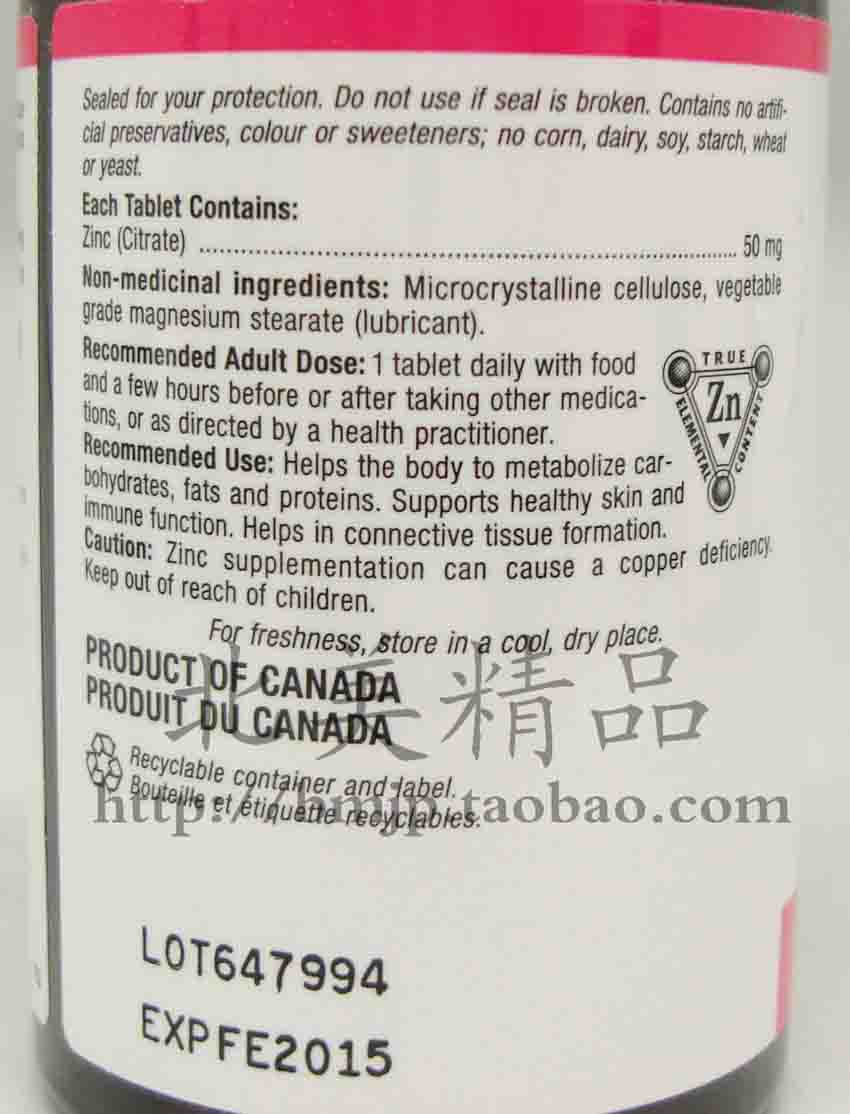 Sealed for your protection. Do not use if seal is broken. Contains no artifi-
cial preservatives, colour or sweeteners; no corn, dairy, soy, starch, wheat
or yeast.
Each Tablet Contains:
Zinc (Citrate) ........................................ 50 mg
Non-medicinal ingredients: Microcrystalline cellulose, vegetable
grade magnesium stearate (lubricant).
Recommended Adult Dose: 1 tablet daily with food
and a few hours before or after taking other medica-
tions, or as directed by a health practitioner.
TRUE
Zn
ELEMENTAL
CONTENT
Recommended Use: Helps the body to metabolize car-
bohydrates, fats and proteins. Supports healthy skin and
immune function. Helps in connective tissue formation.
Caution: Zinc supplementation can cause a copper deficiency.
Keep out of reach of children.
For freshness, store in a cool, dry place.
PRODUCT OF CANADA
PRODUIT DU CANADA
北美精品
Recyclable container and label.
Bouteille et étiquette recyclables.
http://bmjp.taobao.com
LOT647994
EXPFE2015